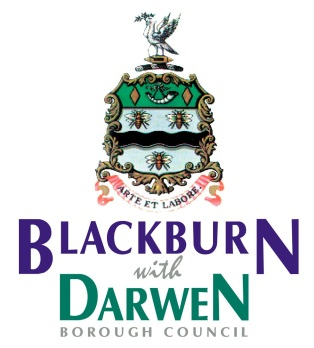 ARTE ET LABORE
BLACKBURN
with
DARWEN
BOROUGH COUNCIL